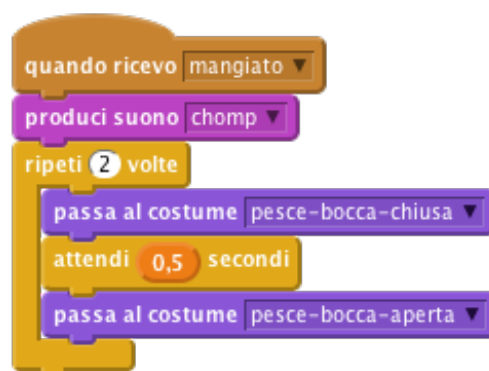 quando ricevo mangiato
produci suono chomp
ripeti 2 volte
passa al costume pesce-bocca-chiusa
attendi 0,5 secondi
passa al costume pesce-bocca-aperta